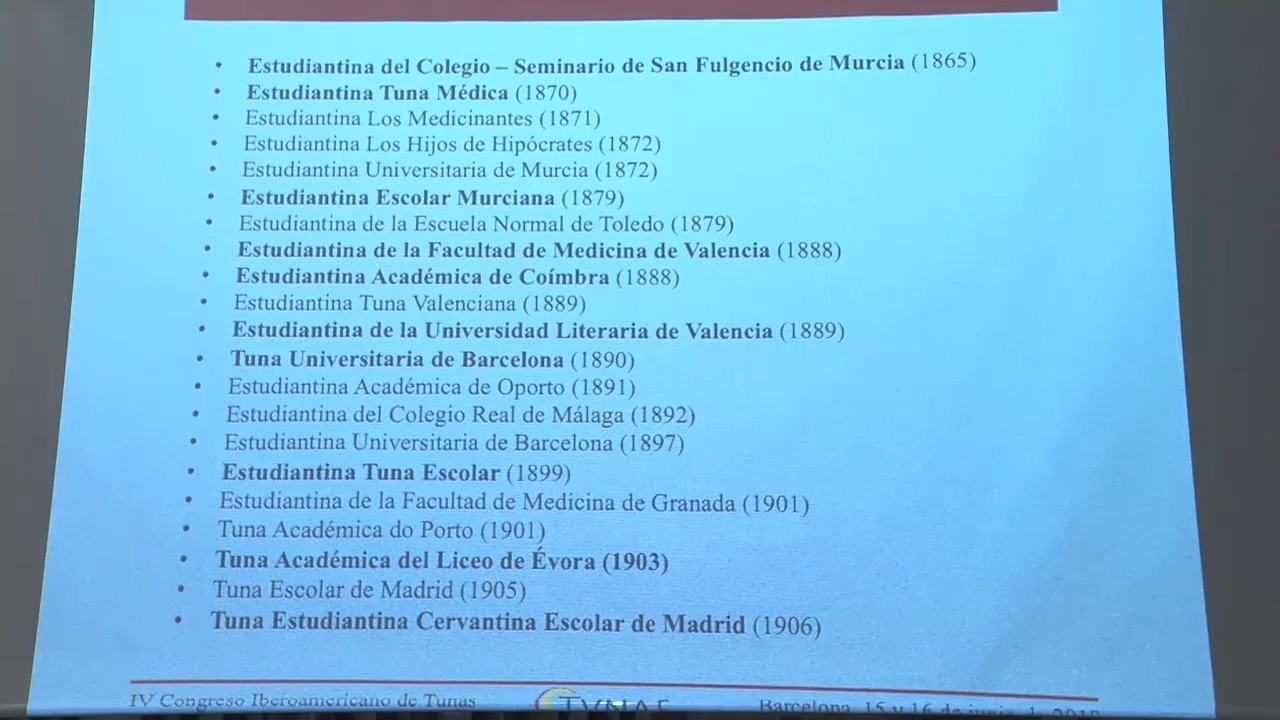 • Estudiantina del Colegio – Seminario de San Fulgencio de Murcia (1865)
• Estudiantina Tuna Médica (1870)
• Estudiantina Los Medicinantes (1871)
• Estudiantina Los Hijos de Hipócrates (1872)
• Estudiantina Universitaria de Murcia (1872)
• Estudiantina Escolar Murciana (1879)
• Estudiantina de la Escuela Normal de Toledo (1879)
• Estudiantina de la Facultad de Medicina de Valencia (1888)
• Estudiantina Académica de Coímbra (1888)
• Estudiantina Tuna Valenciana (1889)
• Estudiantina de la Universidad Literaria de Valencia (1889)
• Tuna Universitaria de Barcelona (1890)
• Estudiantina Académica de Oporto (1891)
• Estudiantina del Colegio Real de Málaga (1892)
• Estudiantina Universitaria de Barcelona (1897)
• Estudiantina Tuna Escolar (1899)
• Estudiantina de la Facultad de Medicina de Granada (1901)
• Tuna Académica do Porto (1901)
• Tuna Académica del Liceo de Évora (1903)
• Tuna Escolar de Madrid (1905)
• Tuna Estudiantina Cervantina Escolar de Madrid (1906)
IV Congreso Iberoamericano de Tunas
Barcelona, 15 y 16 de junio de